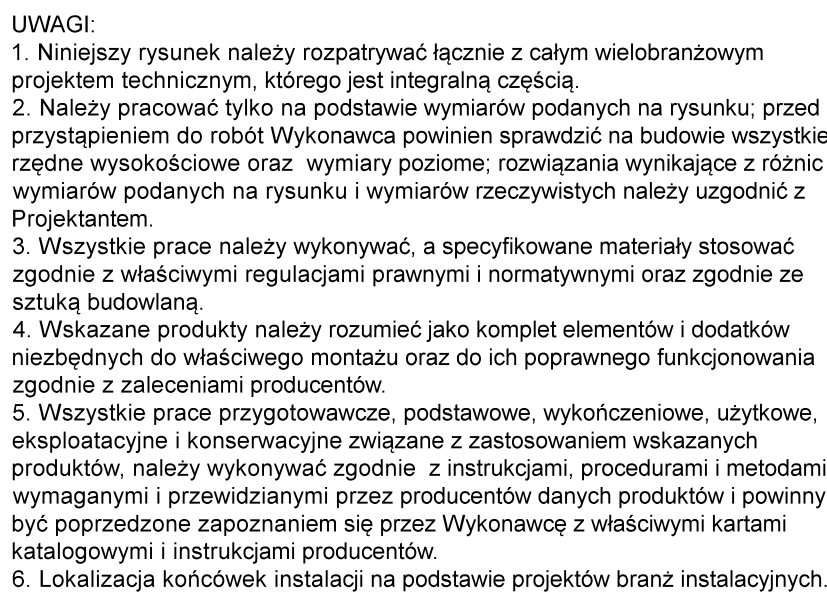 UWAGI:
1. Niniejszy rysunek należy rozpatrywać łącznie z całym wielobranżowym
projektem technicznym, którego jest integralną częścią.
2. Należy pracować tylko na podstawie wymiarów podanych na rysunku; przed
przystąpieniem do robót Wykonawca powinien sprawdzić na budowie wszystkie
rzędne wysokościowe oraz  wymiary poziome; rozwiązania wynikające z różnic
wymiarów podanych na rysunku i wymiarów rzeczywistych należy uzgodnić z
Projektantem.
3. Wszystkie prace należy wykonywać, a specyfikowane materiały stosować
zgodnie z właściwymi regulacjami prawnymi i normatywnymi oraz zgodnie ze
sztuką budowlaną.
4. Wskazane produkty należy rozumieć jako komplet elementów i dodatków
niezbędnych do właściwego montażu oraz do ich poprawnego funkcjonowania
zgodnie z zaleceniami producentów.
5. Wszystkie prace przygotowawcze, podstawowe, wykończeniowe, użytkowe,
eksploatacyjne i konserwacyjne związane z zastosowaniem wskazanych
produktów, należy wykonywać zgodnie  z instrukcjami, procedurami i metodami
wymaganymi i przewidzianymi przez producentów danych produktów i powinny
być poprzedzone zapoznaniem się przez Wykonawcę z właściwymi kartami
katalogowymi i instrukcjami producentów.
6. Lokalizacja końcówek instalacji na podstawie projektów branż instalacyjnych.